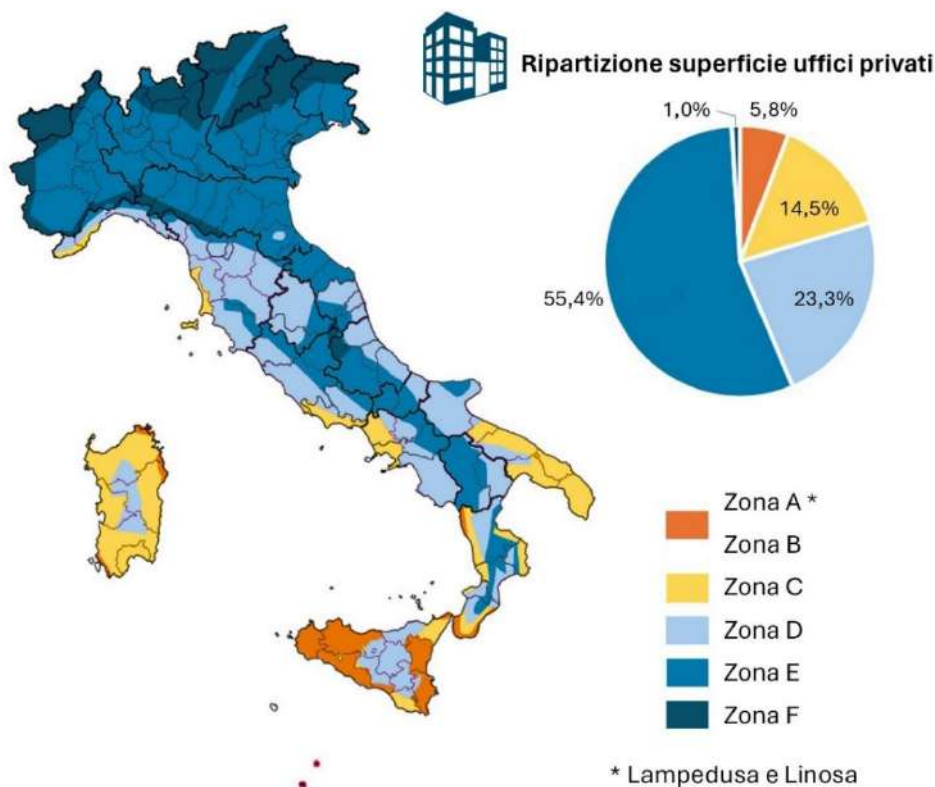 Ripartizione superficie uffici privati
1,0%
5,8%
14,5%
23,3%
55,4%
Zona A *
Zona B
Zona C
Zona D
Zona E
Zona F
* Lampedusa e Linosa